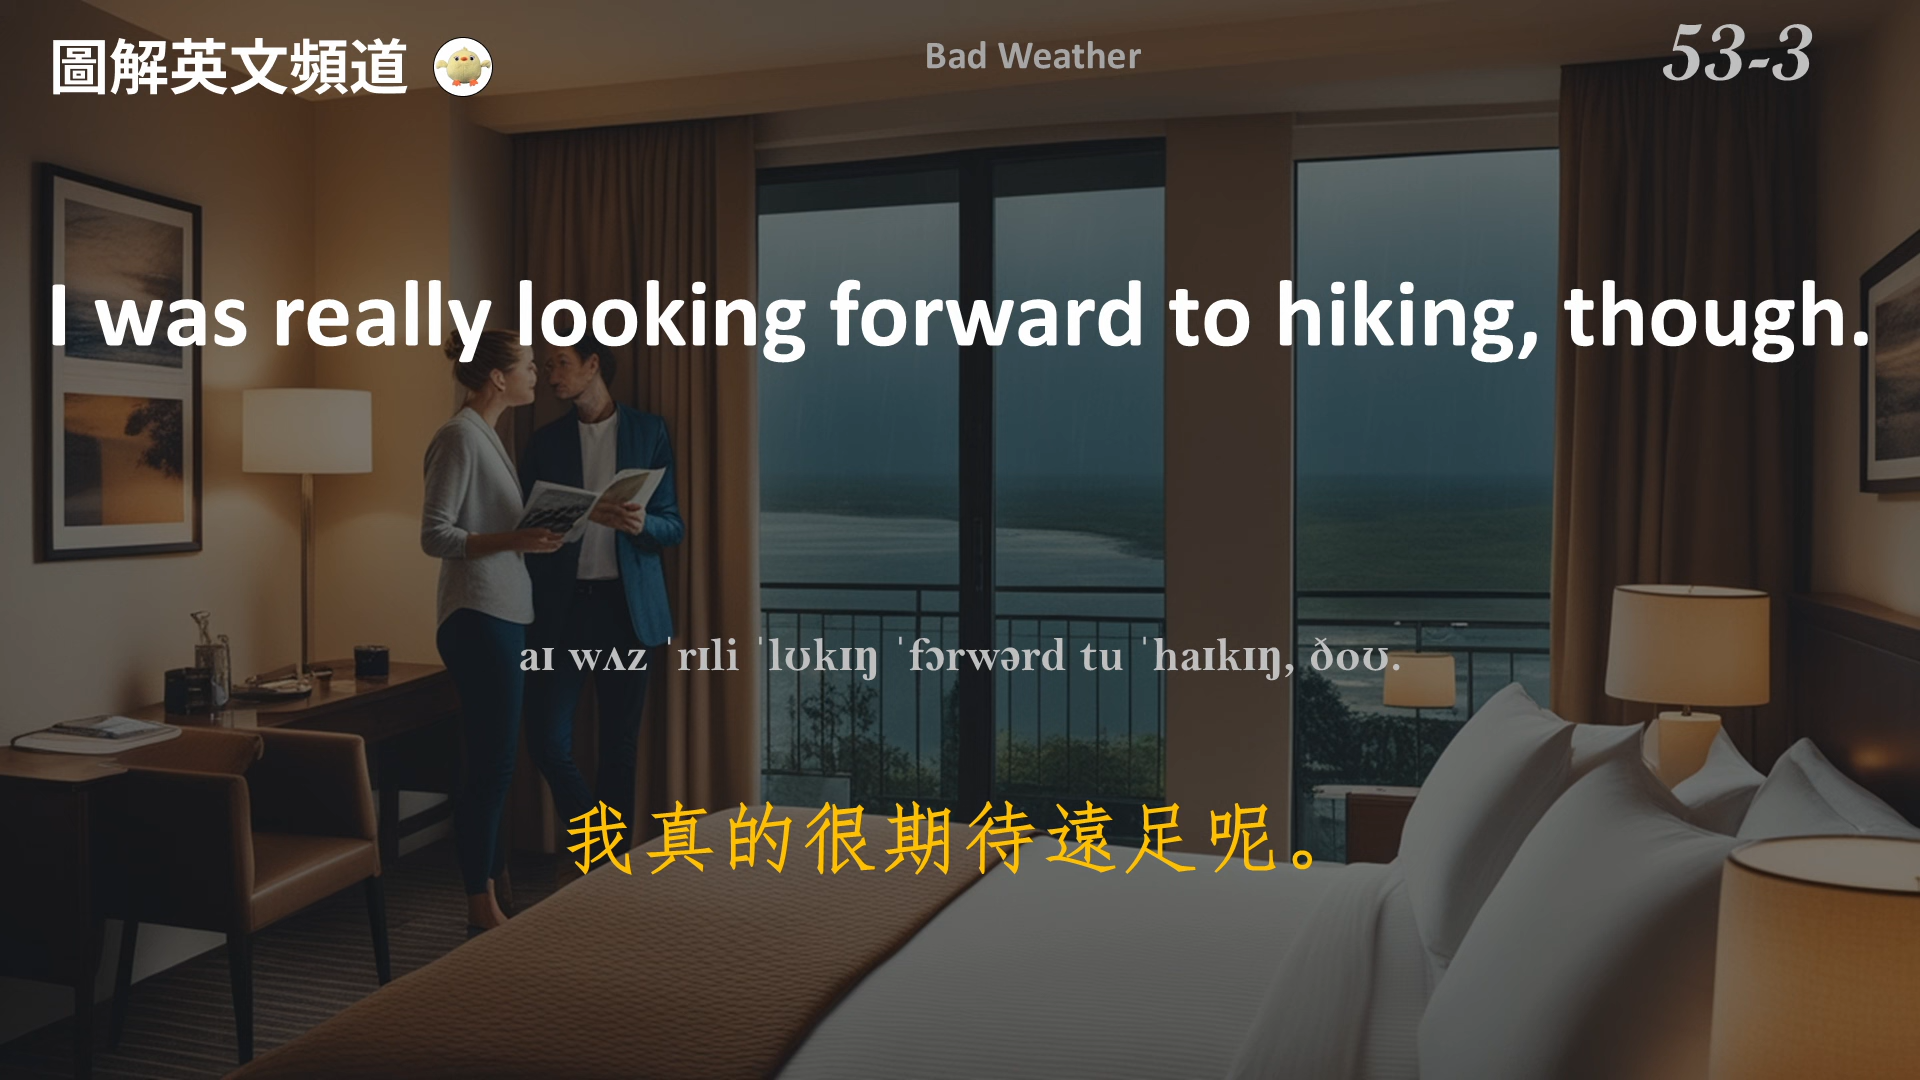 圖解英文頻道
Bad Weather
53-3
I was really looking forward to hiking, though.
aɪ wʌz ˈrɪli ˈlʊkɪŋ ˈfɔrwərd tu ˈhaɪkɪŋ, ðoʊ.
我真的很期待遠足呢。